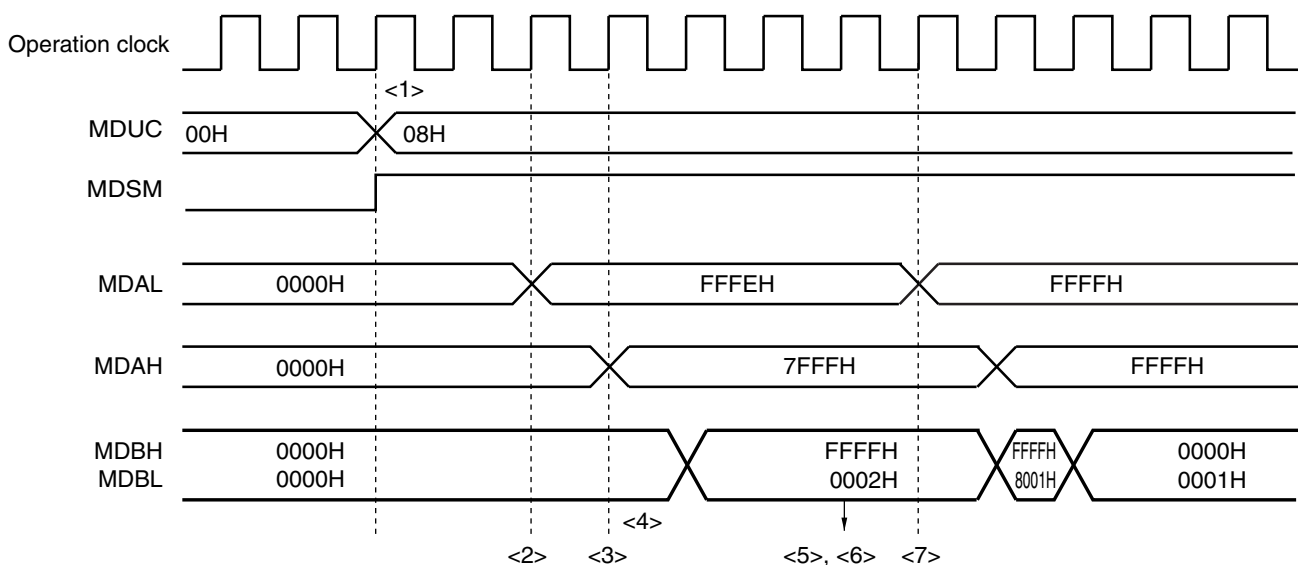 Operation clock
<1>
MDUC 00H 08H
MDSM
MDAL 0000H FFFEH FFFFH
MDAH 0000H 7FFFH FFFFH
MDBH 0000H FFFFH FFFFH 0000H
MDBL 0000H 0002H 8001H 0001H
<4>
<2> <3> <5>, <6> <7>